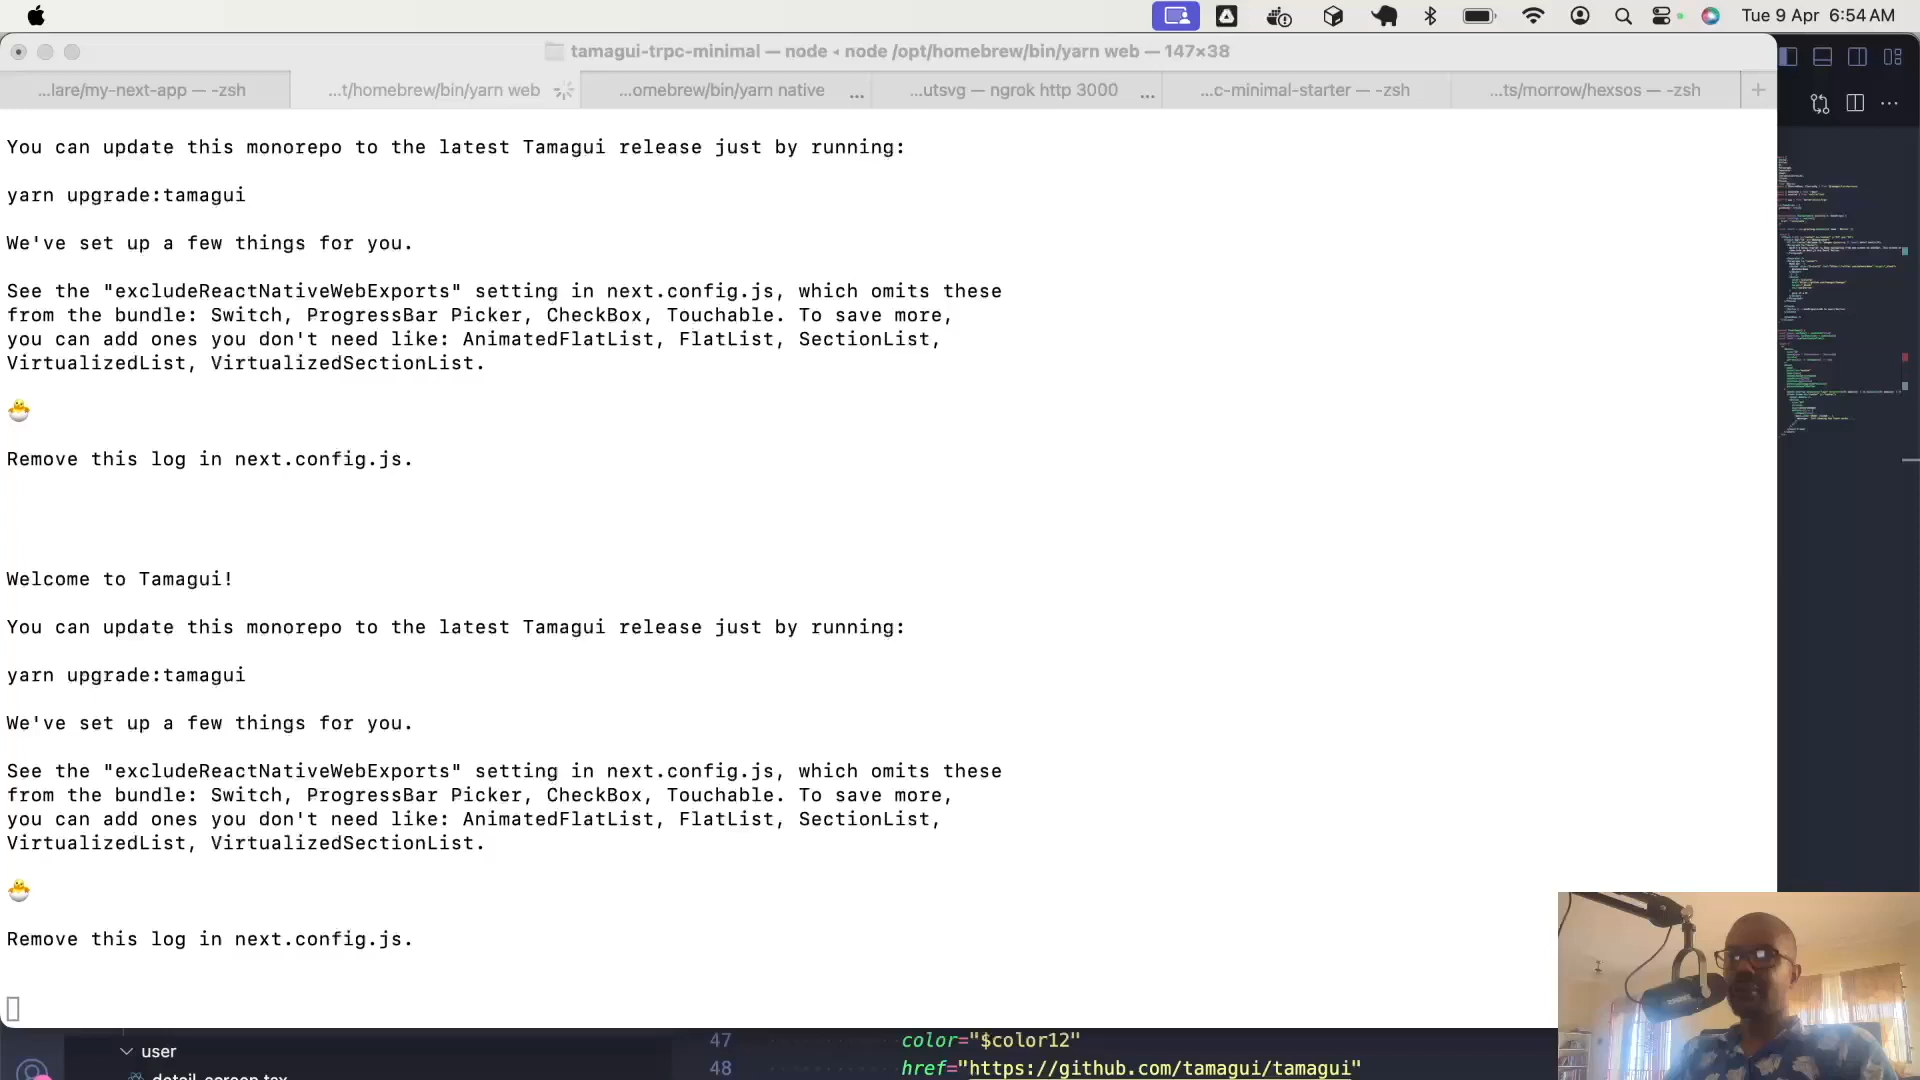 Tue 9 Apr 6:54 AM
tamagui-trpc-minimal — node ◂ node /opt/homebrew/bin/yarn web — 147×38
...lare/my-next-app — -zsh
...t/homebrew/bin/yarn web
...omebrew/bin/yarn native ...
...utsvg — ngrok http 3000 ...
...c-minimal-starter — -zsh
...ts/morrow/hexsos — -zsh
You can update this monorepo to the latest Tamagui release just by running:
yarn upgrade:tamagui
We've set up a few things for you.
See the "excludeReactNativeWebExports" setting in next.config.js, which omits these
from the bundle: Switch, ProgressBar Picker, CheckBox, Touchable. To save more,
you can add ones you don't need like: AnimatedFlatList, FlatList, SectionList,
VirtualizedList, VirtualizedSectionList.
🐣
Remove this log in next.config.js.
Welcome to Tamagui!
You can update this monorepo to the latest Tamagui release just by running:
yarn upgrade:tamagui
We've set up a few things for you.
See the "excludeReactNativeWebExports" setting in next.config.js, which omits these
from the bundle: Switch, ProgressBar Picker, CheckBox, Touchable. To save more,
you can add ones you don't need like: AnimatedFlatList, FlatList, SectionList,
VirtualizedList, VirtualizedSectionList.
🐣
Remove this log in next.config.js.
user
detail-screen.tsx
47 color="$color12"
48 href="https://github.com/tamagui/tamagui"